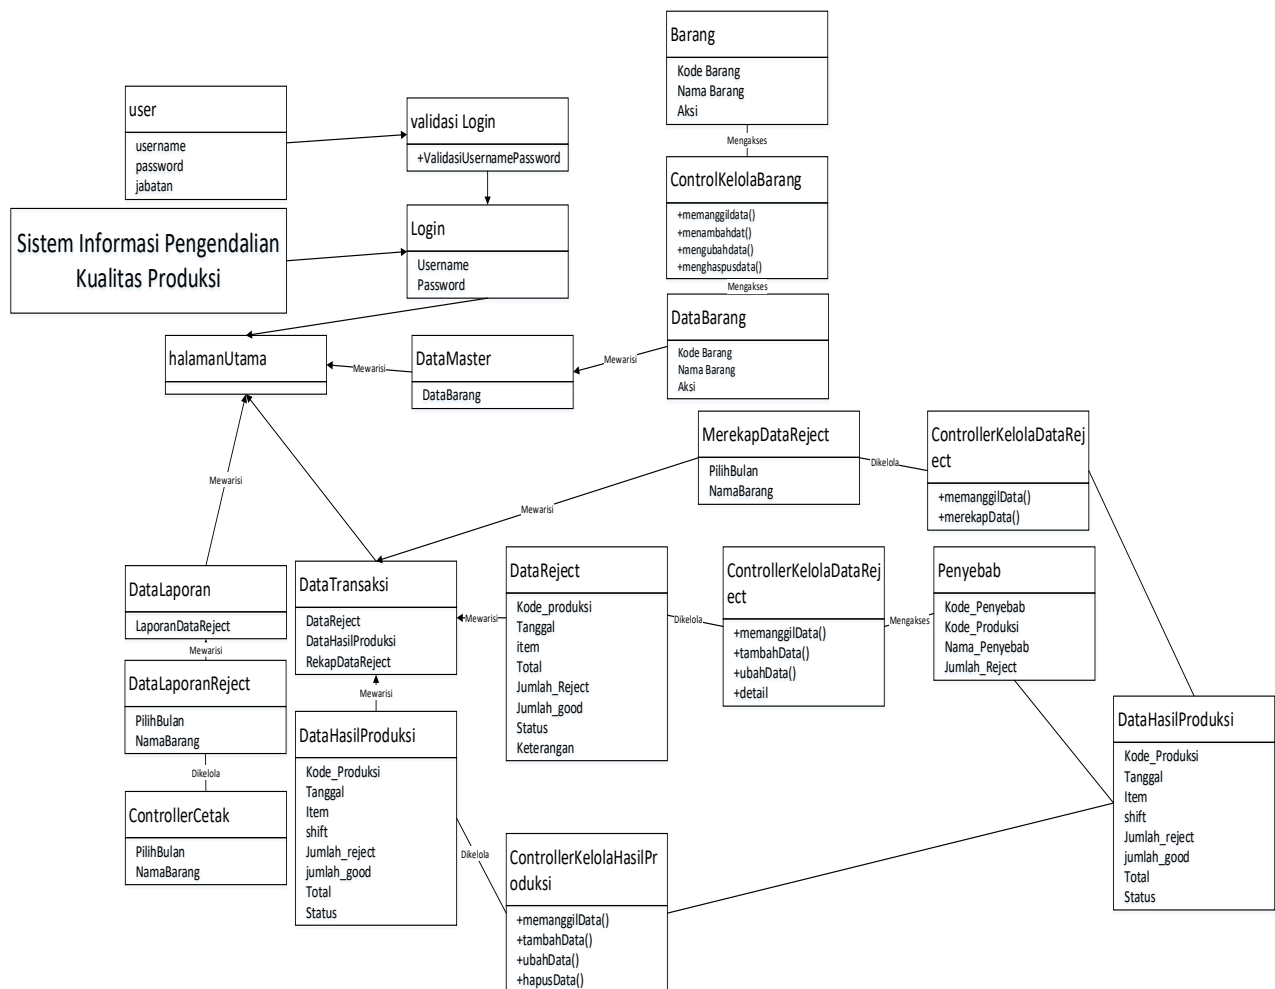 Barang
Kode Barang
Nama Barang
Aksi
user
username
password
jabatan
validasi Login
+ValidasiUsernamePassword
Mengakses
ControlKelolaBarang
+memanggildata()
+menambahdat()
+mengubahdata()
+menghaspusdata()
Sistem Informasi Pengendalian
Kualitas Produksi
Login
Username
Password
Mengakses
DataBarang
Kode Barang
Nama Barang
Aksi
halamanUtama
Mewarisi
DataMaster
DataBarang
Mewarisi
MerekapDataReject
PilihBulan
NamaBarang
Dikelola
ControllerKelolaDataRej
ect
+memanggilData()
+merekapData()
Mewarisi
Mewarisi
DataLaporan
LaporanDataReject
Mewarisi
DataLaporanReject
PilihBulan
NamaBarang
Dikelola
ControllerCetak
PilihBulan
NamaBarang
DataTransaksi
DataReject
DataHasilProduksi
RekapDataReject
Mewarisi
Mewarisi
DataHasilProduksi
Kode_Produksi
Tanggal
Item
shift
Jumlah_reject
jumlah_good
Total
Status
DataReject
Kode_produksi
Tanggal
item
Total
Jumlah_Reject
Jumlah_good
Status
Keterangan
Dikelola
ControllerKelolaDataRej
ect
+memanggilData()
+tambahData()
+ubahData()
+detail
Mengakses
Penyebab
Kode_Penyebab
Kode_Produksi
Nama_Penyebab
Jumlah_Reject
Dikelola
ControllerKelolaHasilPr
oduksi
+memanggilData()
+tambahData()
+ubahData()
+hapusData()
DataHasilProduksi
Kode_Produksi
Tanggal
Item
shift
Jumlah_reject
jumlah_good
Total
Status